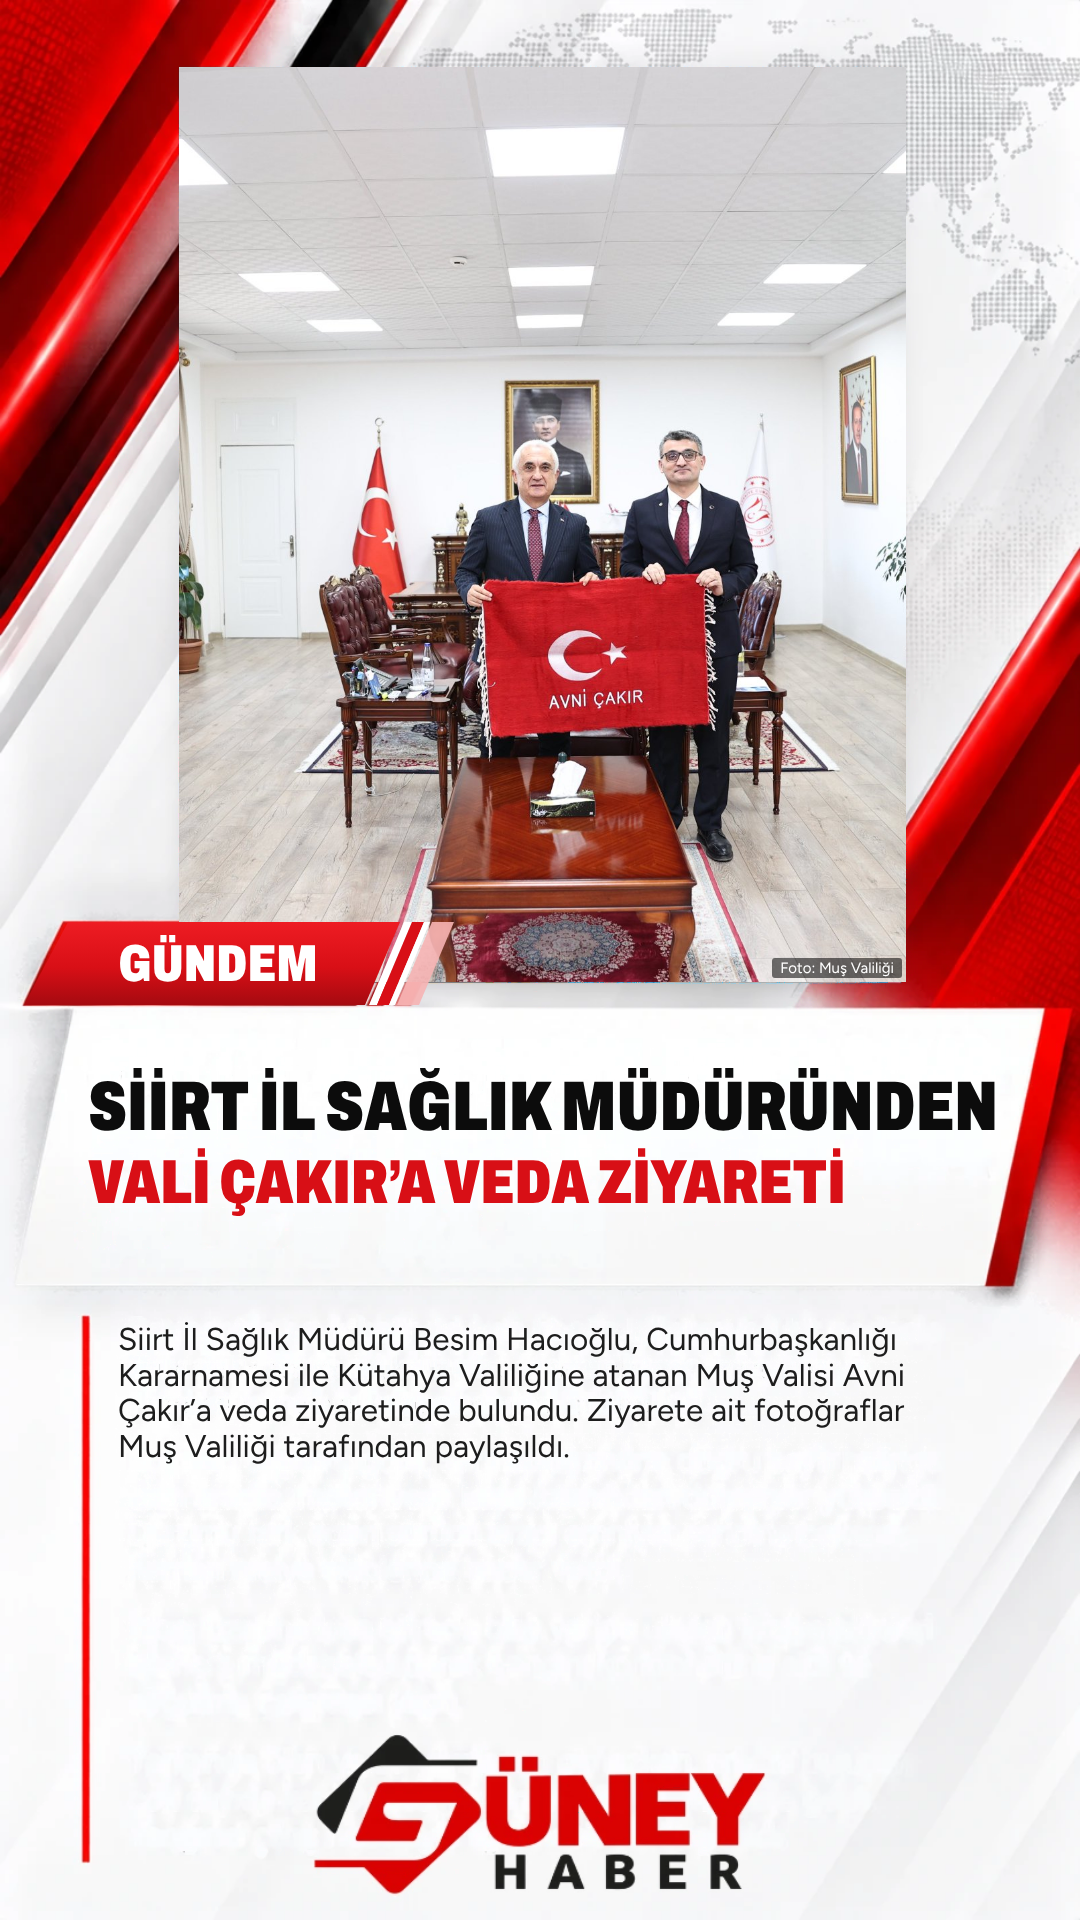 AVNİ ÇAKIR
GÜNDEM
Foto: Muş Valiliği
SİİRT İL SAĞLIK MÜDÜRÜNDEN
VALİ ÇAKIR’A VEDA ZİYARETİ
Siirt İl Sağlık Müdürü Besim Hacıoğlu, Cumhurbaşkanlığı
Kararnamesi ile Kütahya Valiliğine atanan Muş Valisi Avni
Çakır’a veda ziyaretinde bulundu. Ziyarete ait fotoğraflar
Muş Valiliği tarafından paylaşıldı.
GÜNEY
HABER